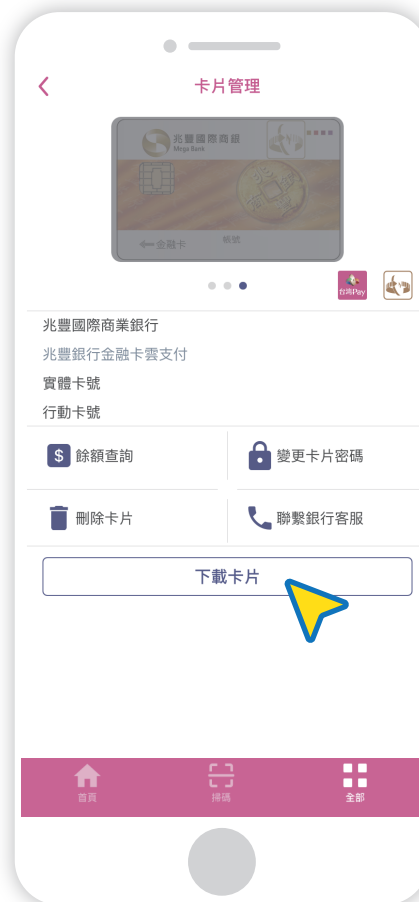 卡片管理
兆豐國際商銀
Mega Bank
金融卡
帳號
台灣Pay
兆豐國際商業銀行
兆豐銀行金融卡雲支付
實體卡號
行動卡號
$ 餘額查詢
變更卡片密碼
刪除卡片
聯繫銀行客服
下載卡片
首頁
掃碼
全部